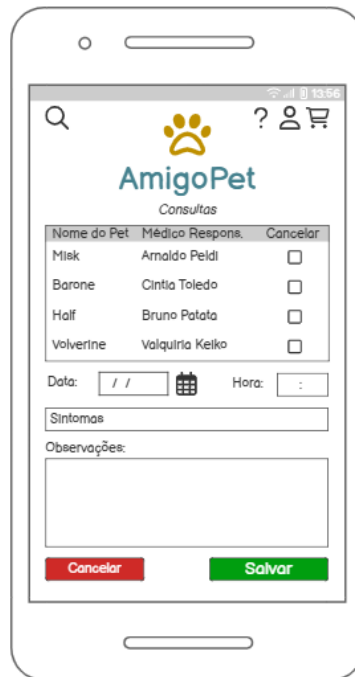 13:56
?
AmigoPet
Consultas
Nome do Pet Médico Respons. Cancelar
Misk Arnaldo Peldi
Barone Cintia Toledo
Half Bruno Patata
Volverine Valquiria Keiko
Data: / / Hora: :
Sintomas
Observações:
Cancelar Salvar